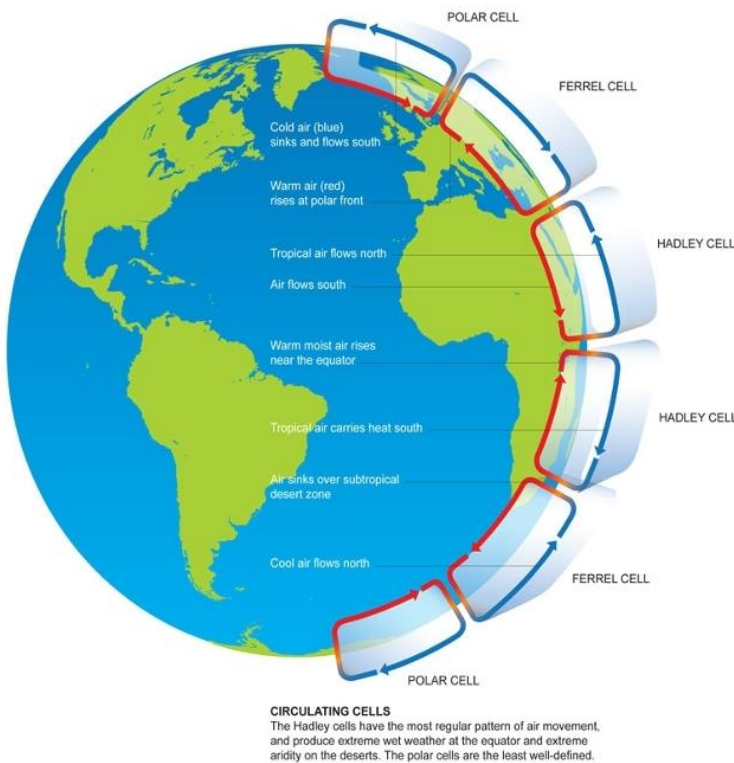 POLAR CELL
FERREL CELL
Cold air (blue)
sinks and flows south
Warm air (red)
rises at polar front
HADLEY CELL
Tropical air flows north
Air flows south
Warm moist air rises
near the equator
HADLEY CELL
Tropical air carries heat south
Air sinks over subtropical
desert zone
Cool air flows north
FERREL CELL
POLAR CELL
CIRCULATING CELLS
The Hadley cells have the most regular pattern of air movement,
and produce extreme wet weather at the equator and extreme
aridity on the deserts. The polar cells are the least well-defined.